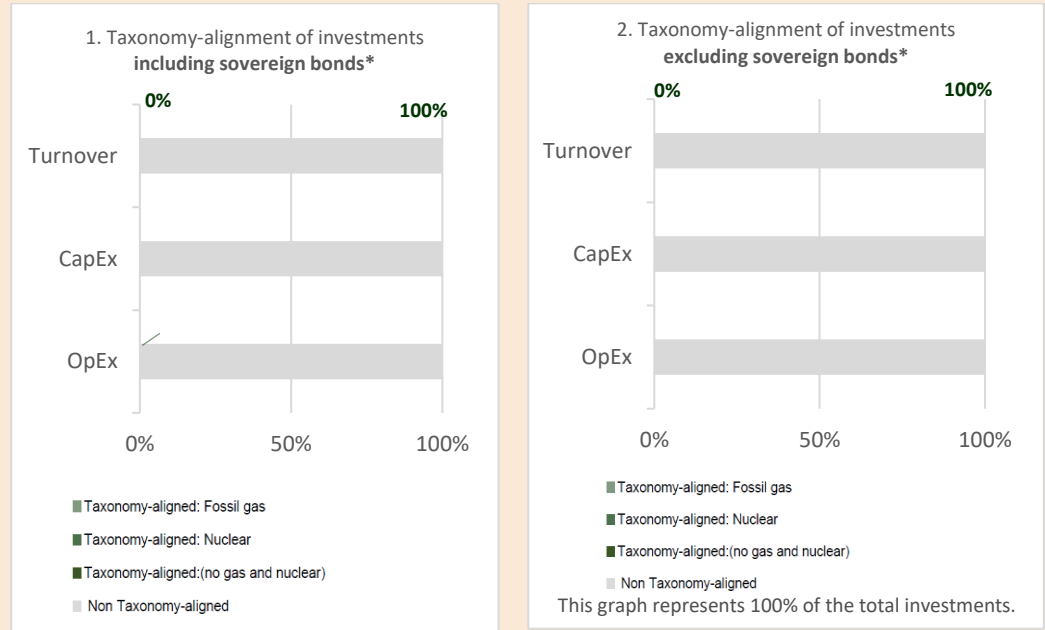 1. Taxonomy-alignment of investments
including sovereign bonds*
0%
100%
Turnover
CapEx
OpEx
0% 50% 100%
Taxonomy-aligned: Fossil gas
Taxonomy-aligned: Nuclear
Taxonomy-aligned:(no gas and nuclear)
Non Taxonomy-aligned
2. Taxonomy-alignment of investments
excluding sovereign bonds*
0% 100%
Turnover
CapEx
OpEx
0% 50% 100%
Taxonomy-aligned: Fossil gas
Taxonomy-aligned: Nuclear
Taxonomy-aligned:(no gas and nuclear)
Non Taxonomy-aligned
This graph represents 100% of the total investments.